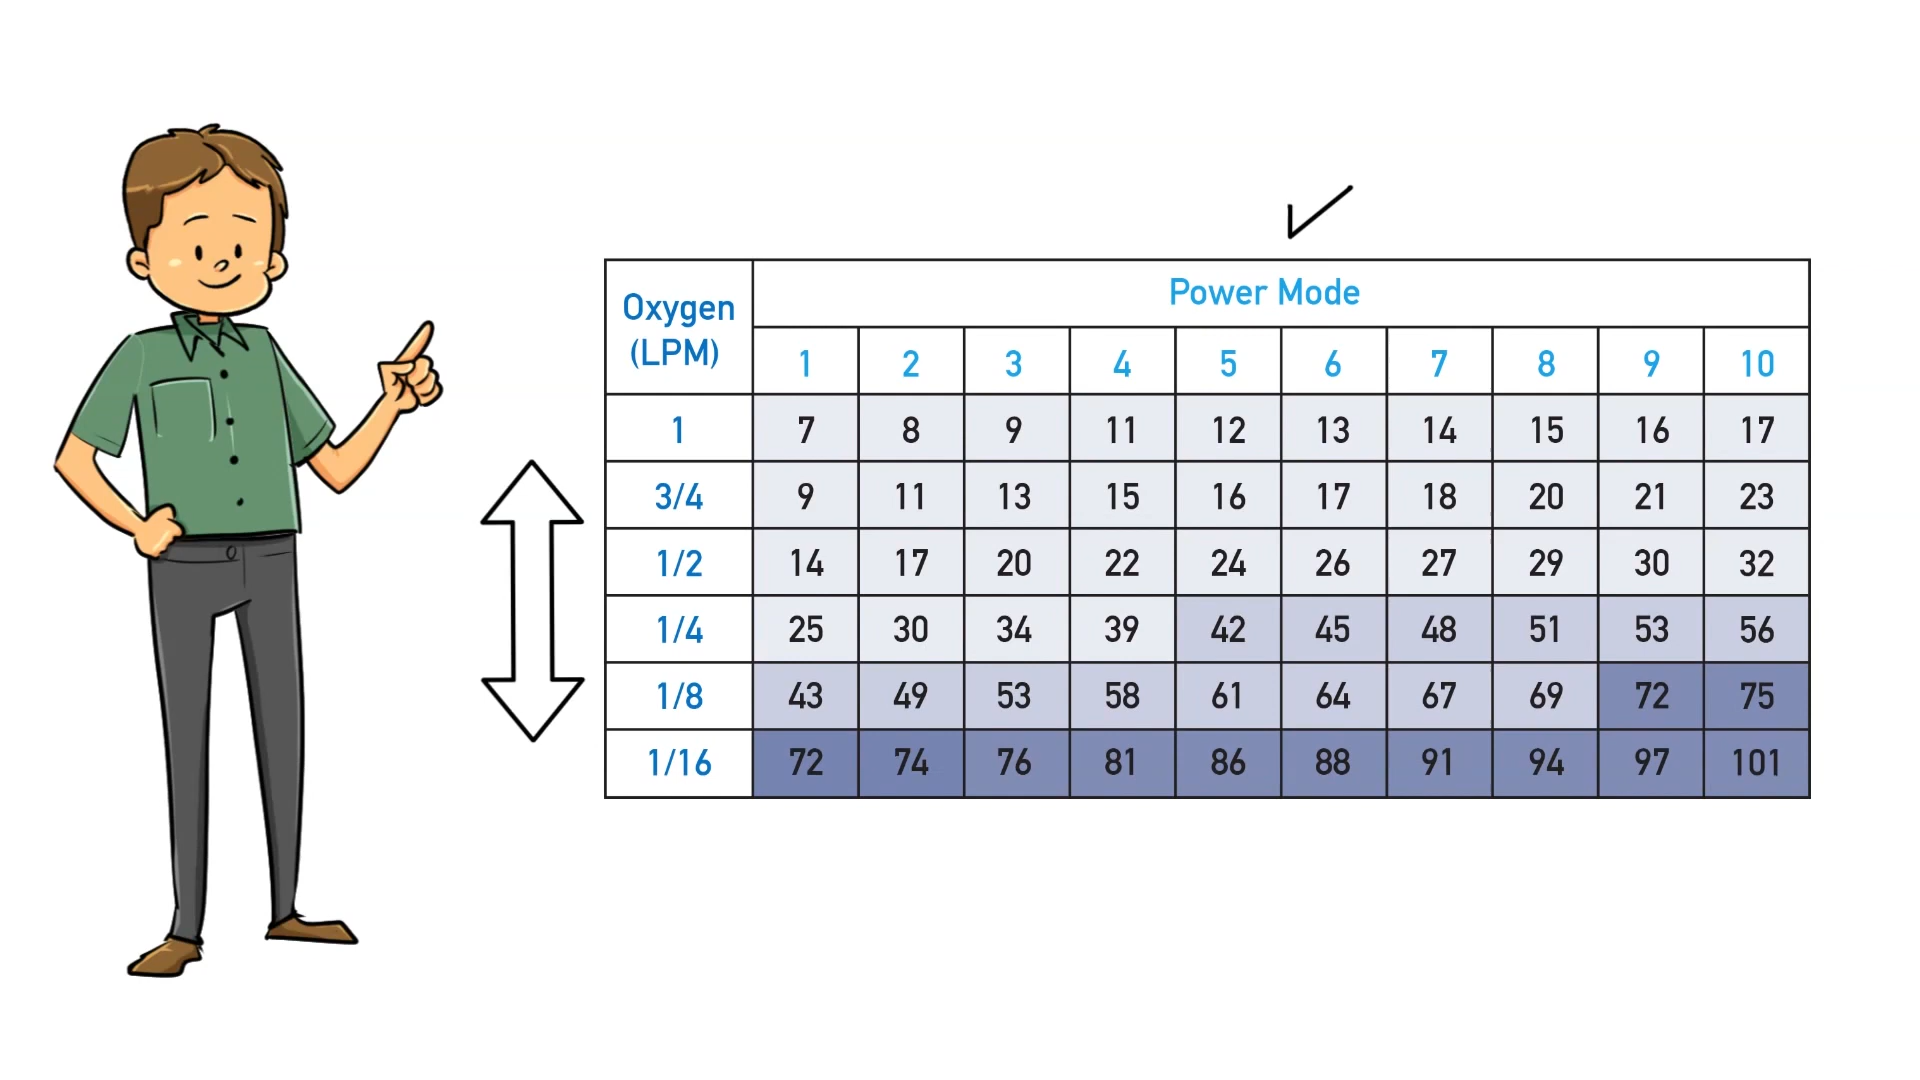 Oxygen
(LPM)
Power Mode
1 2 3 4 5 6 7 8 9 10
1 7 8 9 11 12 13 14 15 16 17
3/4 9 11 13 15 16 17 18 20 21 23
1/2 14 17 20 22 24 26 27 29 30 32
1/4 25 30 34 39 42 45 48 51 53 56
1/8 43 49 53 58 61 64 67 69 72 75
1/16 72 74 76 81 86 88 91 94 97 101